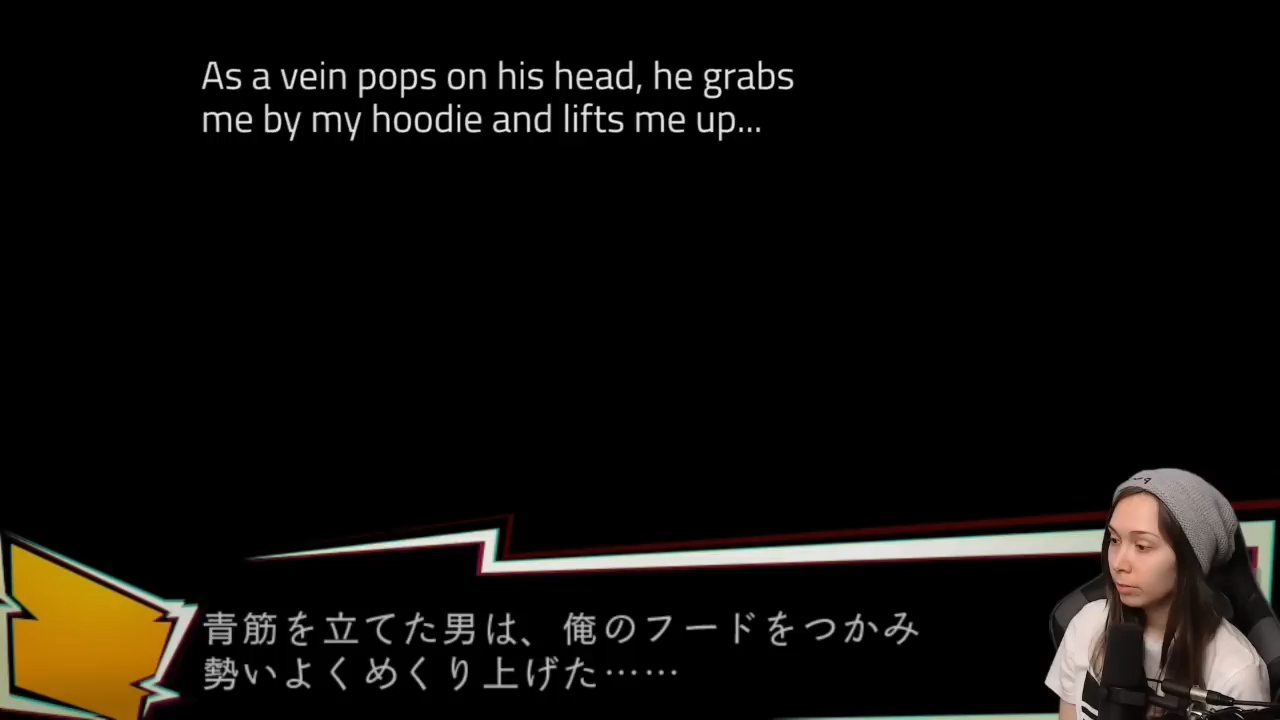 As a vein pops on his head, he grabs
me by my hoodie and lifts me up...
青筋を立てた男は、俺のフードをつかみ
勢いよくめくり上げた……